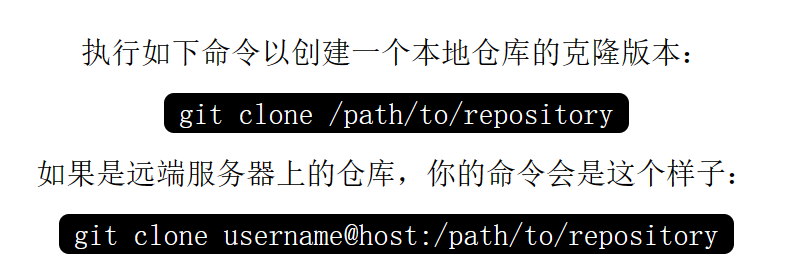 执行如下命令以创建一个本地仓库的克隆版本：
git clone /path/to/repository
如果是远端服务器上的仓库，你的命令会是这个样子：
git clone username@host:/path/to/repository